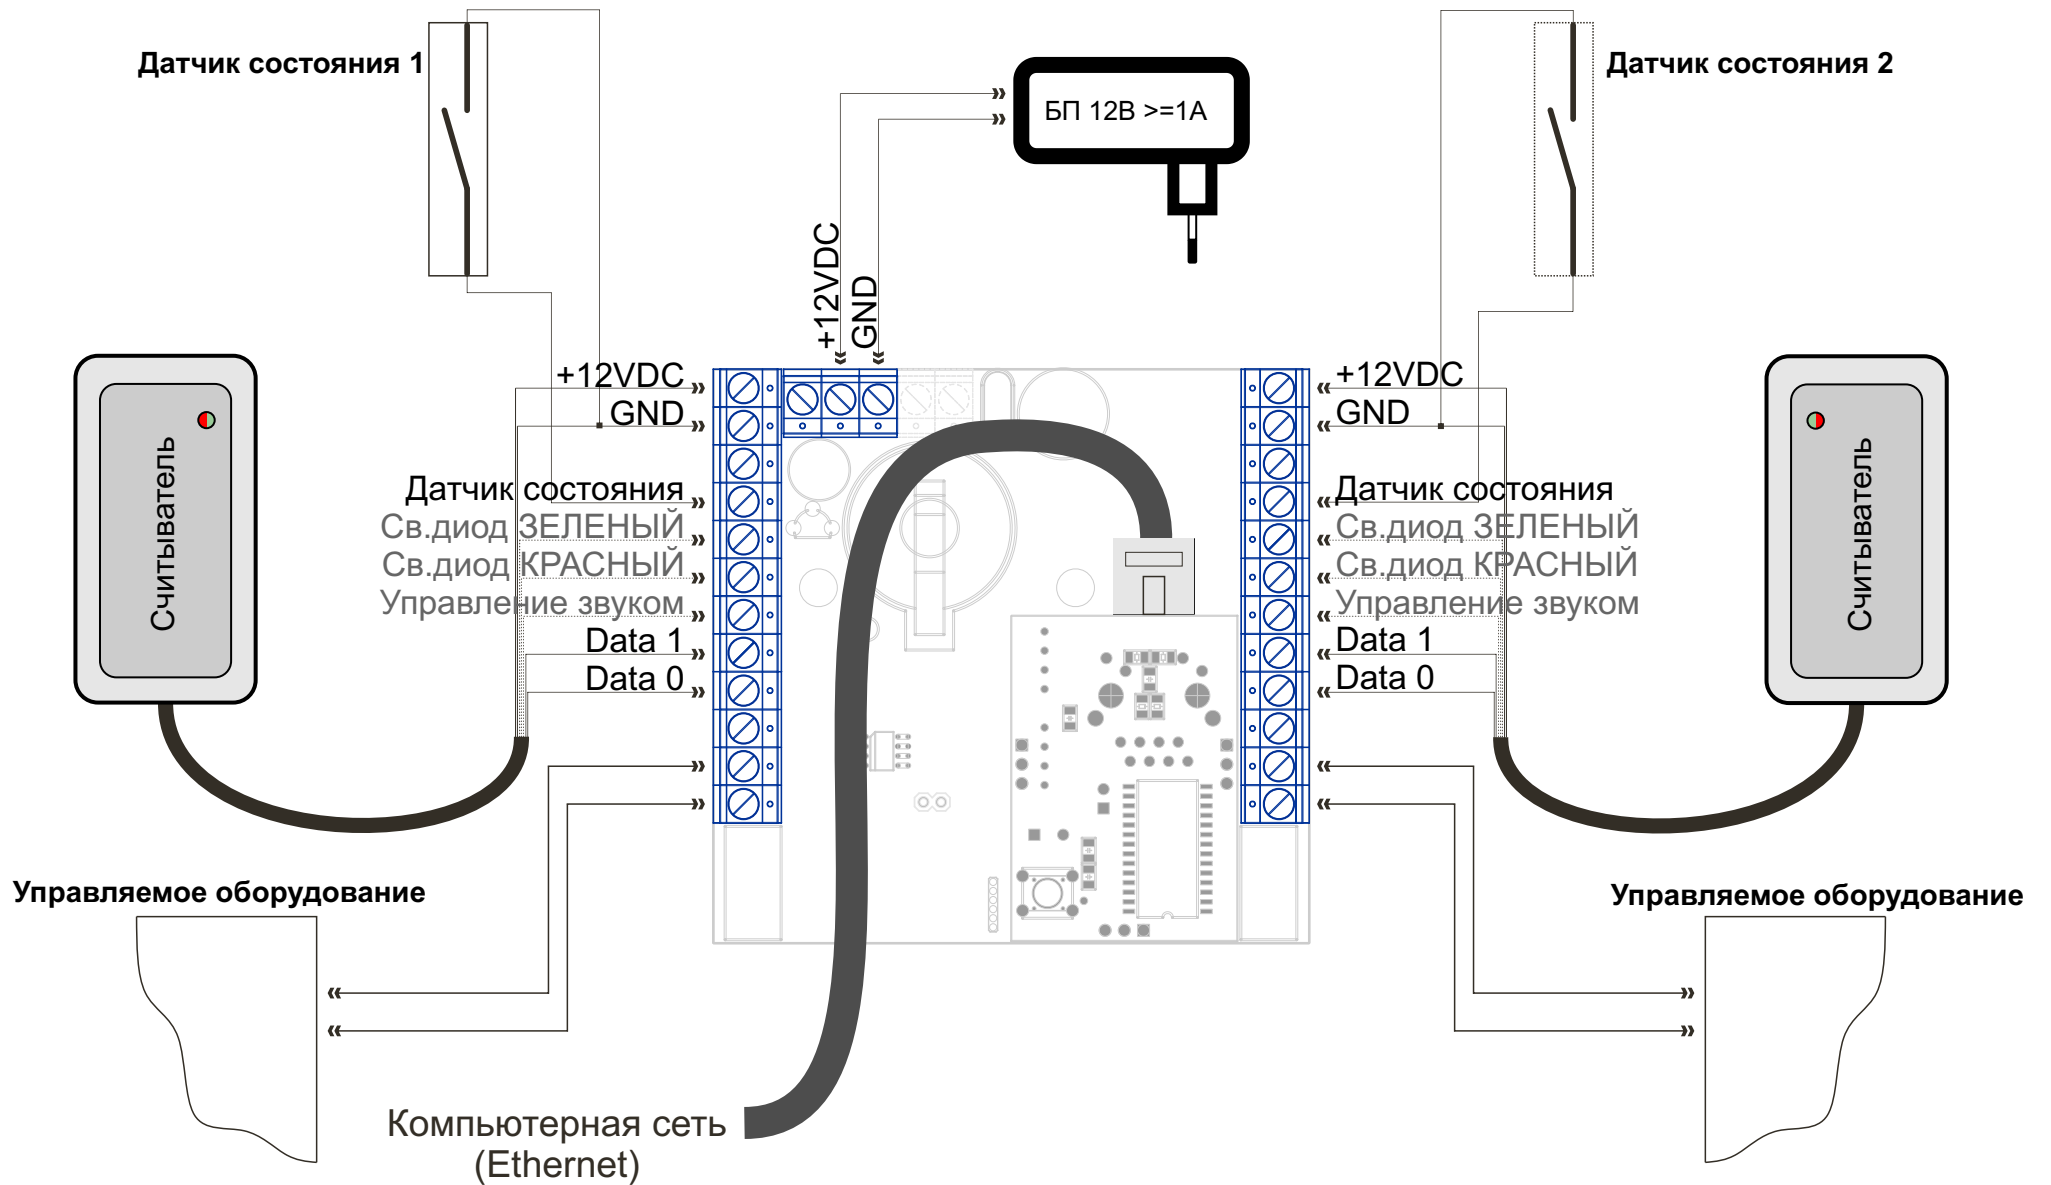 Датчик состояния 1
БП 12В >=1А
Датчик состояния 2
+12VDC
GND
Считыватель
+12VDC
GND
Датчик состояния
Св.диод ЗЕЛЕНЫЙ
Св.диод КРАСНЫЙ
Управление звуком
Data 1
Data 0
+12VDC
GND
Датчик состояния
Св.диод ЗЕЛЕНЫЙ
Св.диод КРАСНЫЙ
Управление звуком
Data 1
Data 0
Считыватель
Управляемое оборудование
Управляемое оборудование
Компьютерная сеть
(Ethernet)